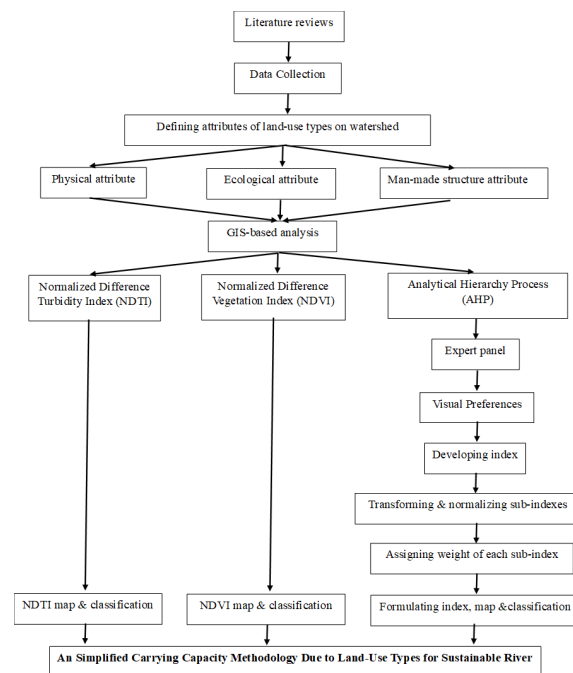 Literature reviews
Data Collection
Defining attributes of land-use types on watershed
Physical attribute
Ecological attribute
Man-made structure attribute
GIS-based analysis
Normalized Difference
Turbidity Index (NDTI)
Normalized Difference
Vegetation Index (NDVI)
Analytical Hierarchy Process
(AHP)
Expert panel
Visual Preferences
Developing index
Transforming & normalizing sub-indexes
Assigning weight of each sub-index
NDTI map & classification
NDVI map & classification
Formulating index, map &classification
An Simplified Carrying Capacity Methodology Due to Land-Use Types for Sustainable River